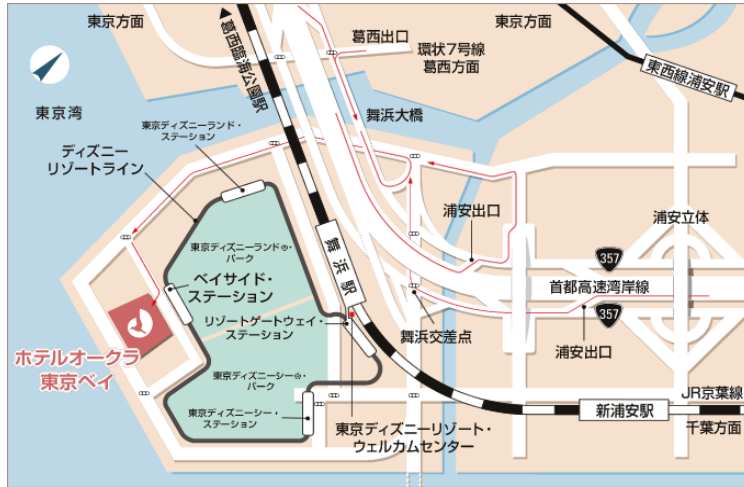 東京方面
葛西出口
環状7号線
葛西方面
東京方面
▲葛西臨海公園駅
東西線浦安駅
東京湾
舞浜大橋
東京ディズニーランド・
ステーション
ディズニー
リゾートライン
浦安出口
浦安立体
東京ディズニーランド®・
パーク
舞浜駅
357
ベイサイド・
ステーション
首都高速湾岸線
リゾートゲートウェイ・
ステーション
357
舞浜交差点
浦安出口
ホテルオークラ
東京ベイ
東京ディズニーシー®・
パーク
JR京葉線
東京ディズニーシー・
ステーション
新浦安駅
東京ディズニーリゾート・
ウェルカムセンター
千葉方面